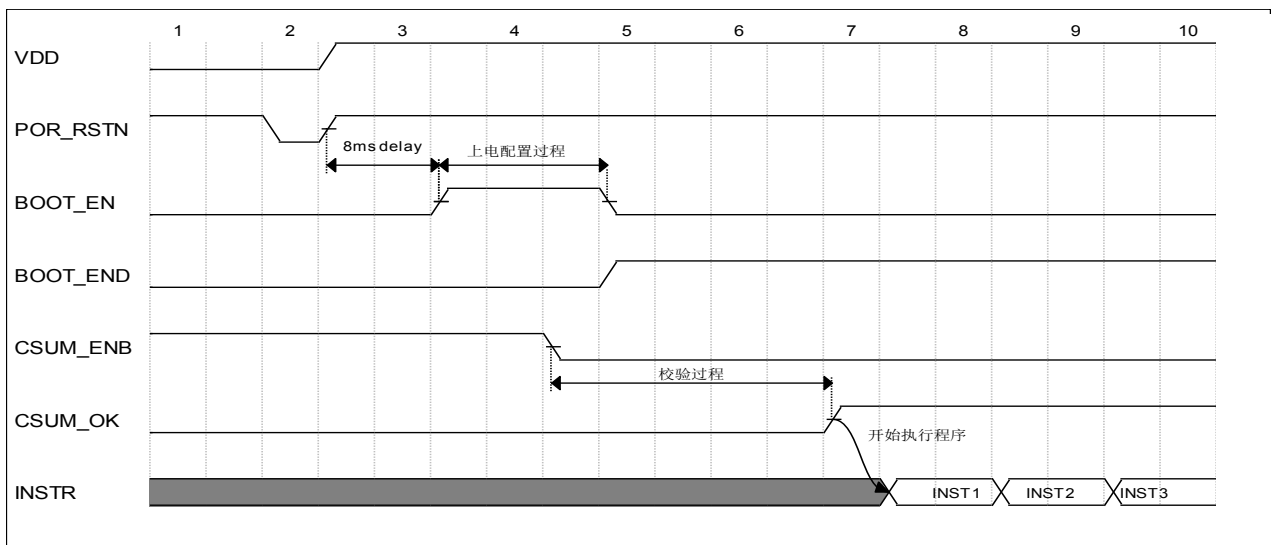 1 2 3 4 5 6 7 8 9 10
VDD
POR_RSTN
8ms delay
上电配置过程
BOOT_EN
BOOT_END
CSUM_ENB
校验过程
CSUM_OK
开始执行程序
INSTR
INST1
INST2
INST3